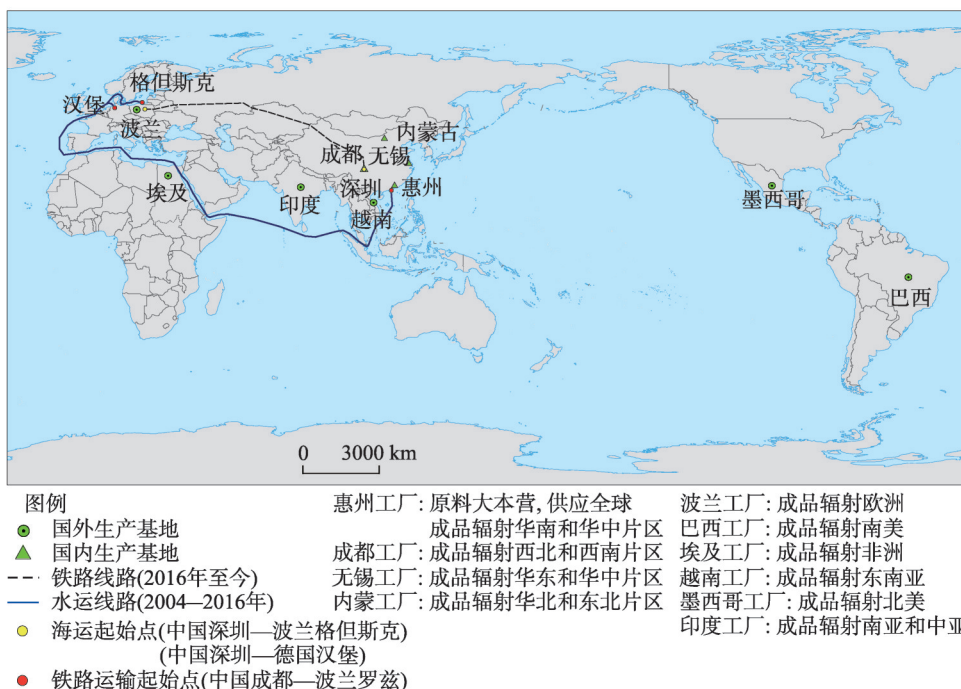 格但斯克
汉堡
波兰
内蒙古
成都
无锡
埃及
印度
深圳
惠州
越南
墨西哥
巴西
0 3000 km
图例
国外生产基地
国内生产基地
铁路线路(2016年至今)
水运线路(2004—2016年)
海运起始点(中国深圳—波兰格但斯克)
(中国深圳—德国汉堡)
铁路运输起始点(中国成都—波兰罗兹)
惠州工厂: 原料大本营, 供应全球
成品辐射华南和华中片区
成都工厂: 成品辐射西北和西南片区
无锡工厂: 成品辐射华东和华中片区
内蒙工厂: 成品辐射华北和东北片区
波兰工厂: 成品辐射欧洲
巴西工厂: 成品辐射南美
埃及工厂: 成品辐射非洲
越南工厂: 成品辐射东南亚
墨西哥工厂: 成品辐射北美
印度工厂: 成品辐射南亚和中亚